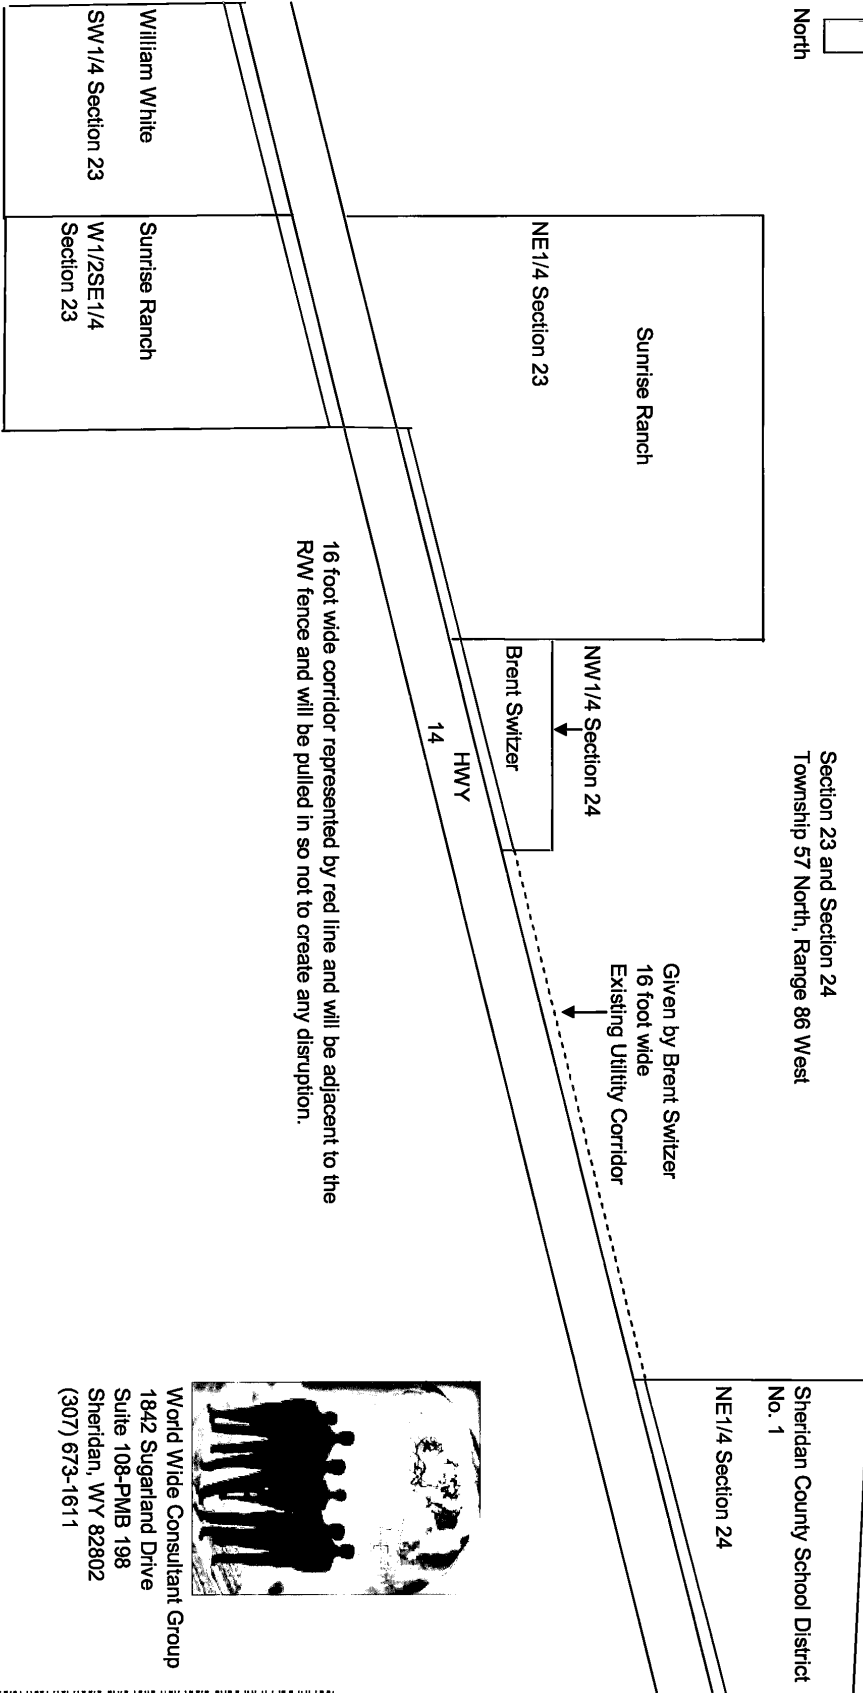 North
Section 23 and Section 24
Township 57 North, Range 86 West
William White
SW1/4 Section 23
Sunrise Ranch
W1/2SE1/4
Section 23
Sunrise Ranch
NE1/4 Section 23
NW1/4 Section 24
Brent Switzer
HWY
14
Given by Brent Switzer
16 foot wide
Existing Utiltity Corridor
Sheridan County School District
No. 1
NE1/4 Section 24
16 foot wide corridor represented by red line and will be adjacent to the
R/W fence and will be pulled in so not to create any disruption.
World Wide Consultant Group
1842 Sugarland Drive
Suite 108-PMB 198
Sheridan, WY 82802
(307) 673-1611